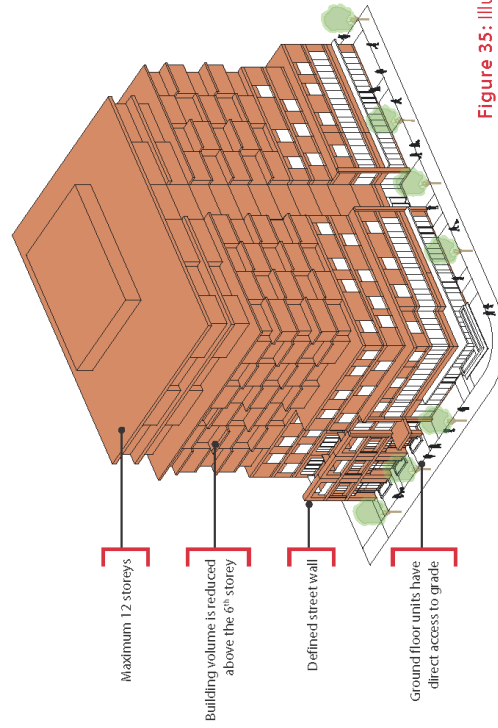 Maximum 12 storeys
Building volume is reduced
above the 6th storey
Defined street wall
Ground floor units have
direct access to grade
Figure 35: